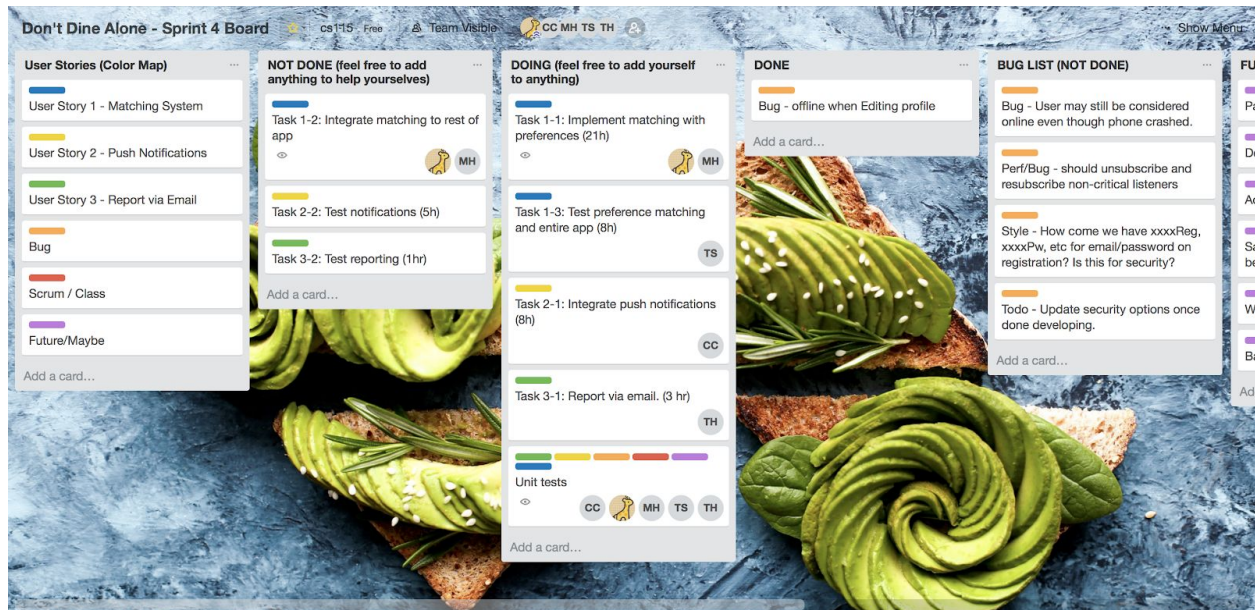 Don't Dine Alone - Sprint 4 Board
cs115 Free
Team Visible
CC MH TS TH
Show Menu
User Stories (Color Map)
User Story 1 - Matching System
User Story 2 - Push Notifications
User Story 3 - Report via Email
Bug
Scrum / Class
Future/Maybe
Add a card...
NOT DONE (feel free to add
anything to help yourselves)
Task 1-2: Integrate matching to rest of
app
MH
Task 2-2: Test notifications (5h)
Task 3-2: Test reporting (1hr)
Add a card...
DOING (feel free to add yourself
to anything)
Task 1-1: Implement matching with
preferences (21h)
MH
Task 1-3: Test preference matching
and entire app (8h)
TS
Task 2-1: Integrate push notifications
(8h)
CC
Task 3-1: Report via email. (3 hr)
TH
Unit tests
CC MH TS TH
Add a card...
DONE
Bug - offline when Editing profile
Add a card...
BUG LIST (NOT DONE)
Bug - User may still be considered
online even though phone crashed.
Perf/Bug - should unsubscribe and
resubscribe non-critical listeners
Style - How come we have xxxxReg,
xxxxPw, etc for email/password on
registration? Is this for security?
Todo - Update security options once
done developing.
Add a card...
FU
Pa
De
Ac
Sa
be
W
Ba
Ad